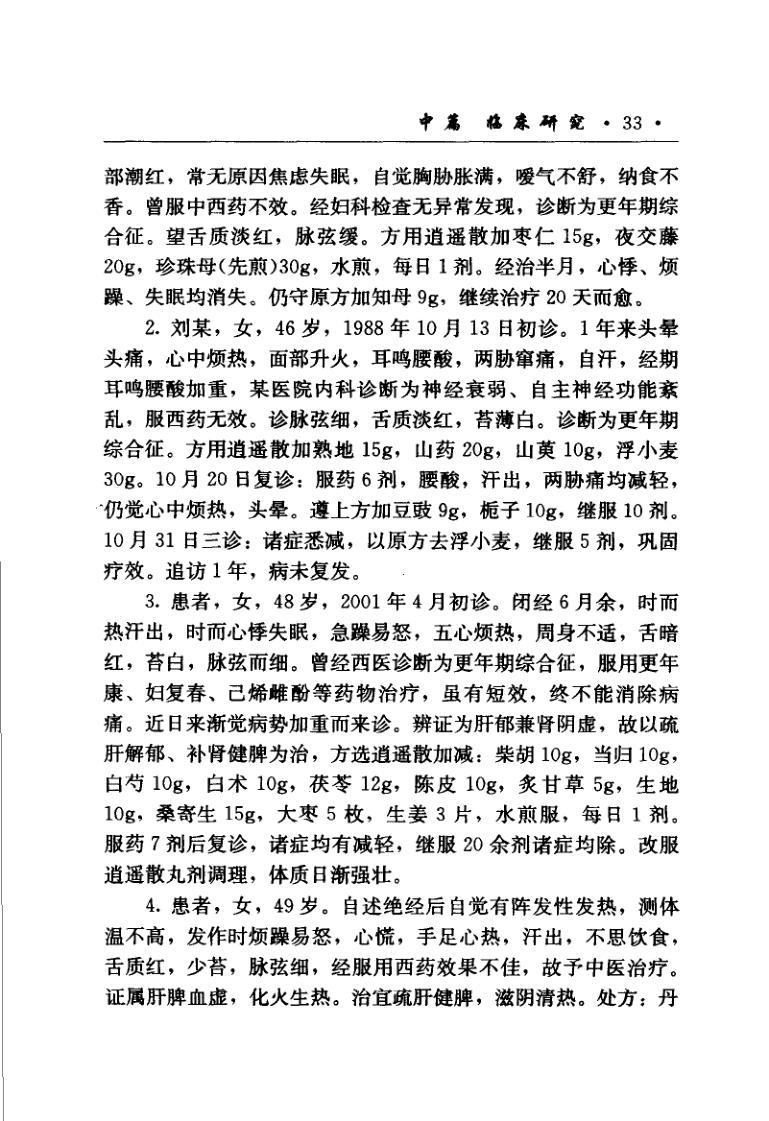 中篇 临床研究 · 33 ·
部潮红，常无原因焦虑失眠，自觉胸胁胀满，嗳气不舒，纳食不
香。曾服中西药不效。经妇科检查无异常发现，诊断为更年期综
合征。望舌质淡红，脉弦缓。方用逍遥散加枣仁 15g，夜交藤
20g，珍珠母(先煎)30g，水煎，每日 1 剂。经治半月，心悸、烦
躁、失眠均消失。仍守原方加知母 9g，继续治疗 20 天而愈。
2. 刘某，女，46 岁，1988 年 10 月 13 日初诊。1 年来头晕
头痛，心中烦热，面部升火，耳鸣腰酸，两胁窜痛，自汗，经期
耳鸣腰酸加重，某医院内科诊断为神经衰弱、自主神经功能紊
乱，服西药无效。诊脉弦细，舌质淡红，苔薄白。诊断为更年期
综合征。方用逍遥散加熟地 15g，山药 20g，山萸 10g，浮小麦
30g。10 月 20 日复诊：服药 6 剂，腰酸，汗出，两胁痛均减轻，
仍觉心中烦热，头晕。遵上方加豆豉 9g，栀子 10g，继服 10 剂。
10 月 31 日三诊：诸症悉减，以原方去浮小麦，继服 5 剂，巩固
疗效。追访 1 年，病未复发。
3. 患者，女，48 岁，2001 年 4 月初诊。闭经 6 月余，时而
热汗出，时而心悸失眠，急躁易怒，五心烦热，周身不适，舌暗
红，苔白，脉弦而细。曾经西医诊断为更年期综合征，服用更年
康、妇复春、己烯雌酚等药物治疗，虽有短效，终不能消除病
痛。近日来渐觉病势加重而来诊。辨证为肝郁兼肾阴虚，故以疏
肝解郁、补肾健脾为治，方选逍遥散加减：柴胡 10g，当归 10g，
白芍 10g，白术 10g，茯苓 12g，陈皮 10g，炙甘草 5g，生地
10g，桑寄生 15g，大枣 5 枚，生姜 3 片，水煎服，每日 1 剂。
服药 7 剂后复诊，诸症均有减轻，继服 20 余剂诸症均除。改服
逍遥散丸剂调理，体质日渐强壮。
4. 患者，女，49 岁。自述绝经后自觉有阵发性发热，测体
温不高，发作时烦躁易怒，心慌，手足心热，汗出，不思饮食，
舌质红，少苔，脉弦细，经服用西药效果不佳，故予中医治疗。
证属肝脾血虚，化火生热。治宜疏肝健脾，滋阴清热。处方：丹